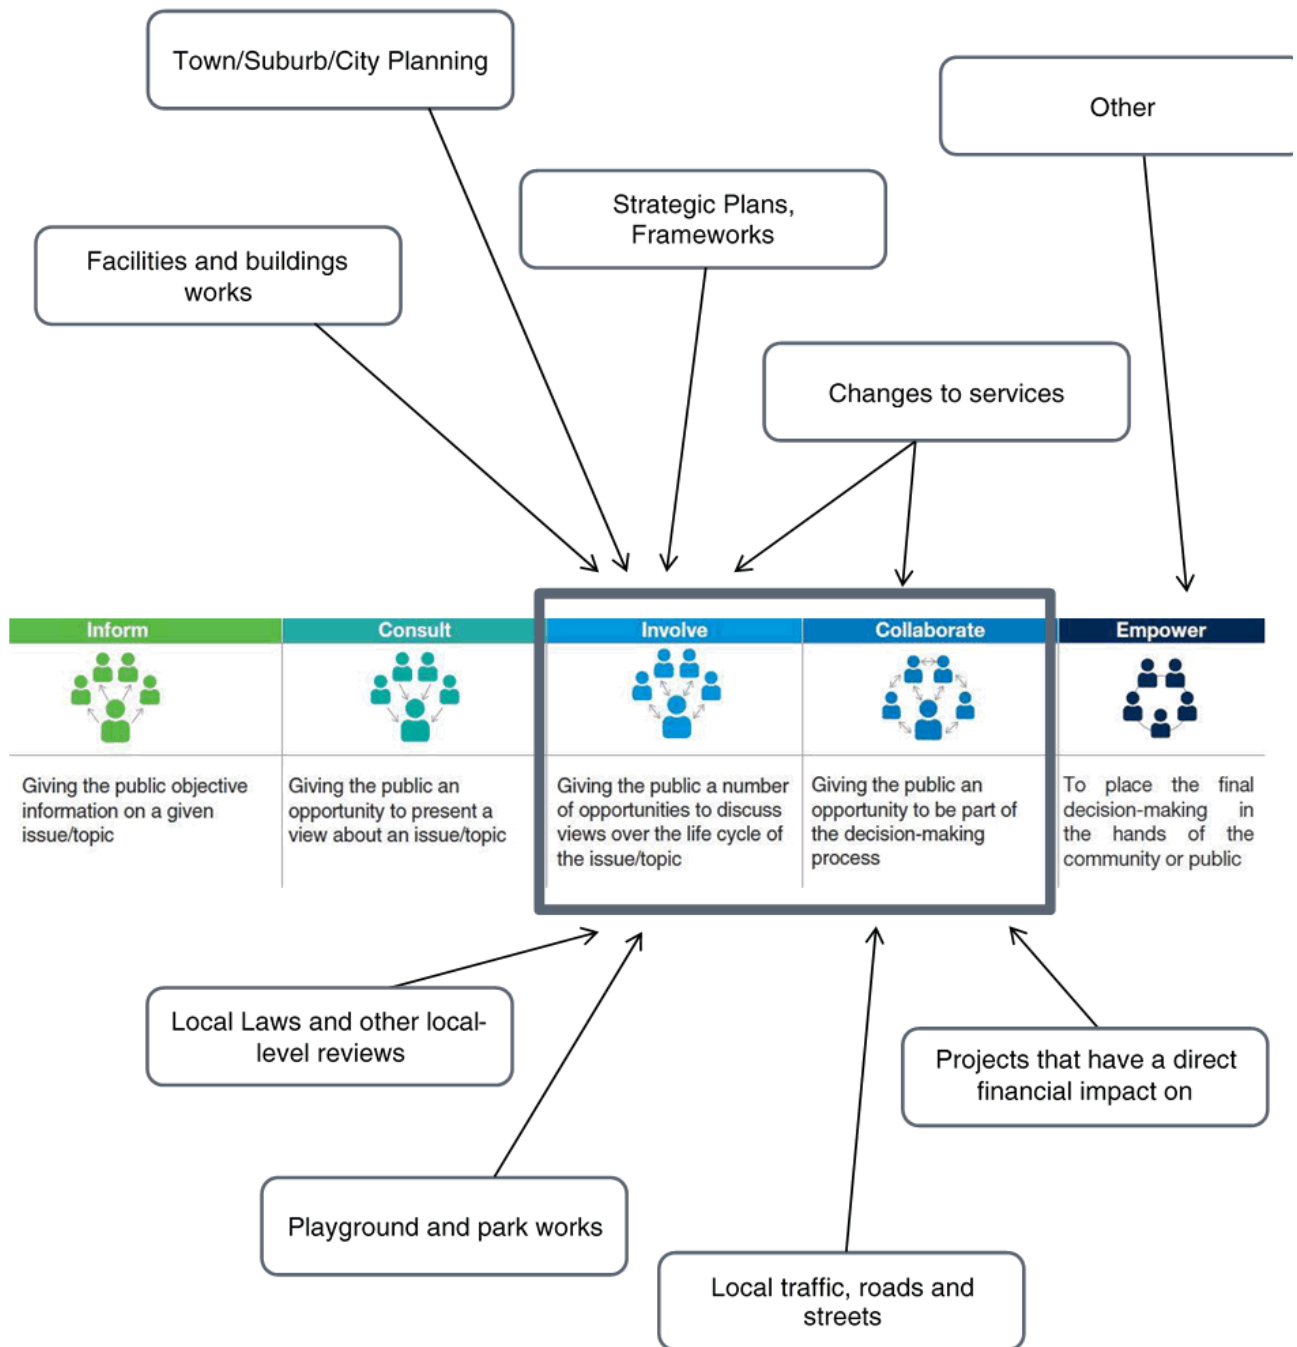 Town/Suburb/City Planning
Other
Strategic Plans,
Frameworks
Facilities and buildings
works
Changes to services
Inform
Consult
Involve
Collaborate
Empower
Giving the public objective
information on a given
issue/topic
Giving the public an
opportunity to present a
view about an issue/topic
Giving the public a number
of opportunities to discuss
views over the life cycle of
the issue/topic
Giving the public an
opportunity to be part of
the decision-making
process
To place the final
decision-making in
the hands of the
community or public
Local Laws and other local-
level reviews
Projects that have a direct
financial impact on
Playground and park works
Local traffic, roads and
streets